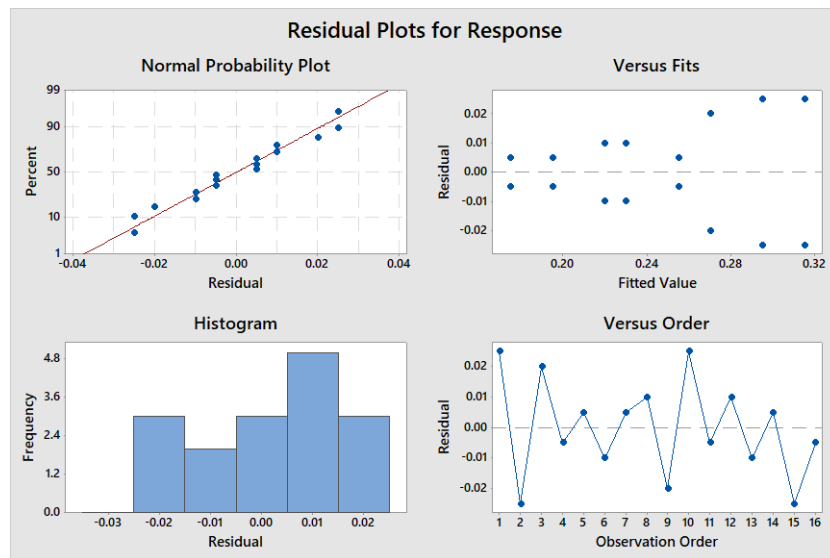 Residual Plots for Response
Normal Probability Plot
99
90
50
10
1
Percent
-0.04 -0.02 0.00 0.02 0.04
Residual
Versus Fits
0.02
0.01
0.00
-0.01
-0.02
Residual
0.20 0.24 0.28 0.32
Fitted Value
Histogram
4.8
3.6
2.4
1.2
0.0
Frequency
-0.03 -0.02 -0.01 0.00 0.01 0.02
Residual
Versus Order
0.02
0.01
0.00
-0.01
-0.02
Residual
1 2 3 4 5 6 7 8 9 10 11 12 13 14 15 16
Observation Order